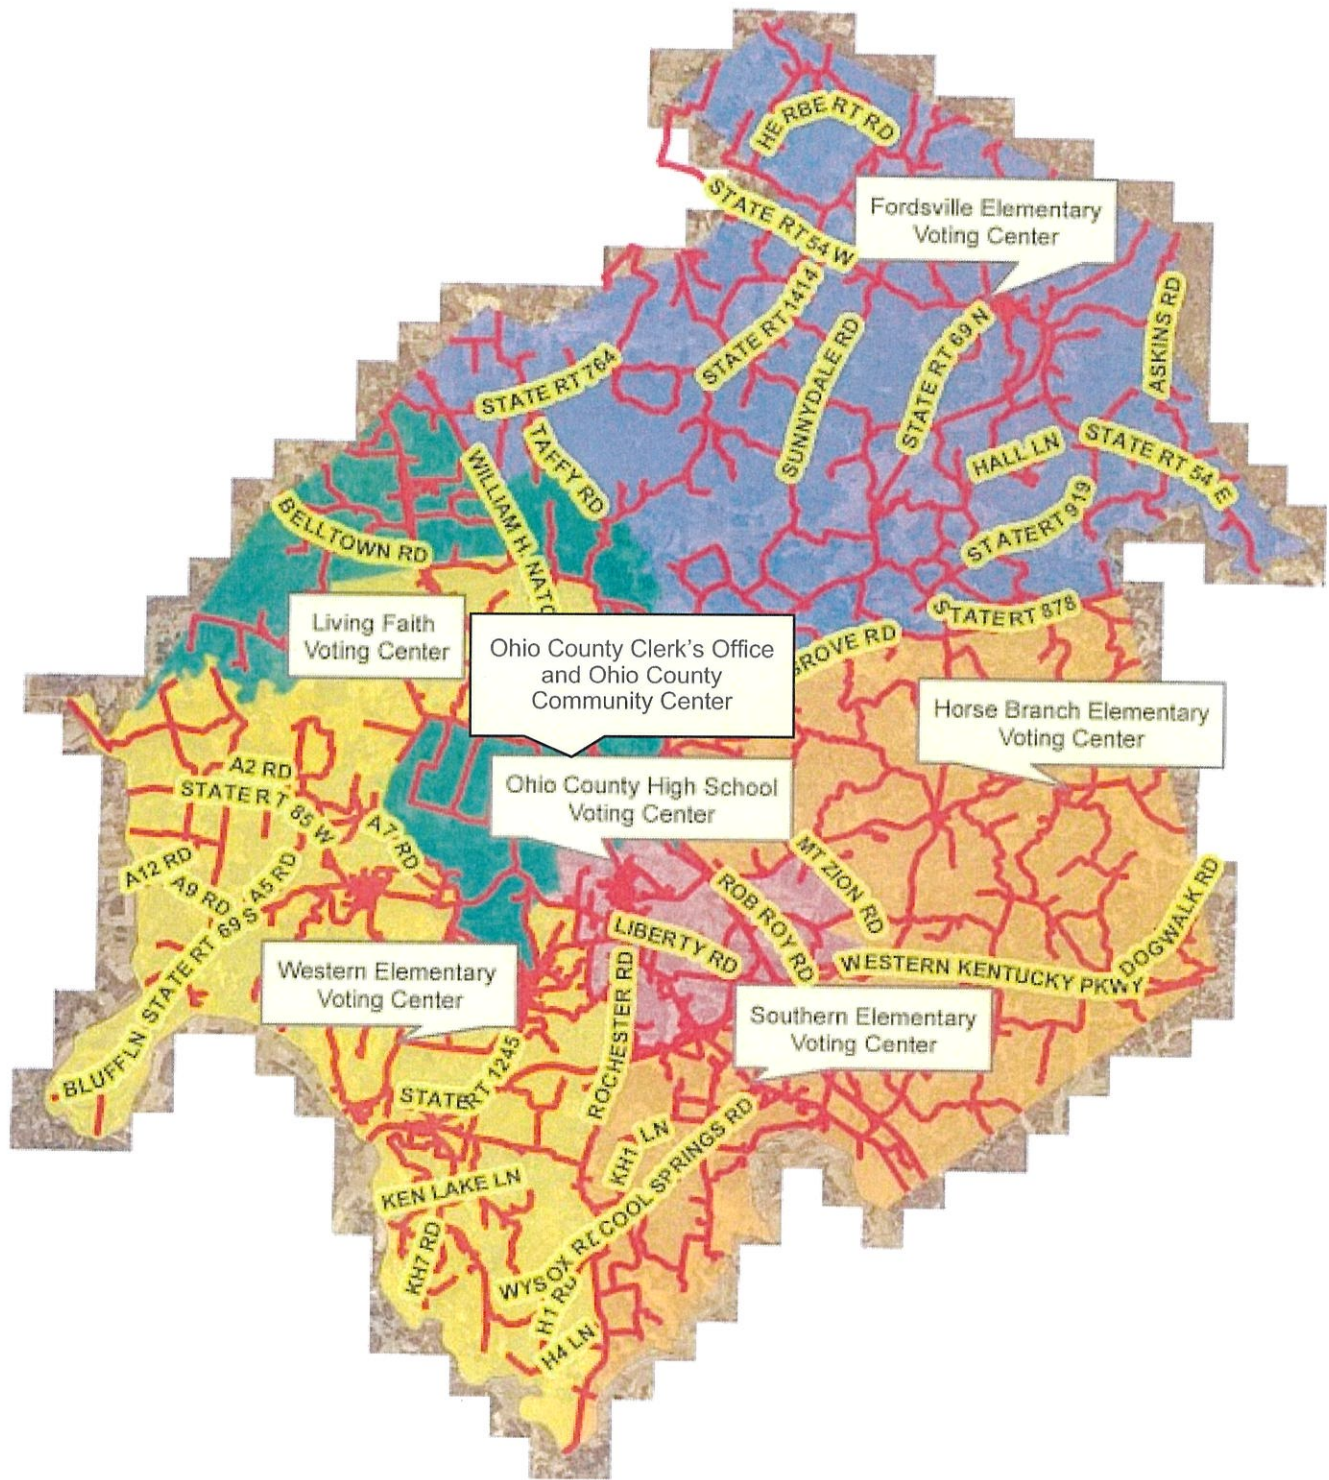 HERBERT RD
STATE RT 54 W
Fordsville Elementary
Voting Center
STATE RT 1414
STATE RT 69 N
ASKINS RD
SUNNYDALE RD
STATE RT 764
TAFFY RD
HALL LN
STATE RT 54 E
WILLIAM H. NATC
BELLTOWN RD
STATE RT 919
STATE RT 878
GROVE RD
Living Faith
Voting Center
Ohio County Clerk's Office
and Ohio County
Community Center
Horse Branch Elementary
Voting Center
Ohio County High School
Voting Center
A2 RD
STATE RT 85 W
A7 RD
A12 RD
A9 RD
A5 RD
STATE RT 69 S
MT ZION RD
ROB ROY RD
LIBERTY RD
DOGWALK RD
WESTERN KENTUCKY PKWY
Western Elementary
Voting Center
Southern Elementary
Voting Center
ROCHESTER RD
BLUFF LN
STATE RT 1245
KH1 LN
COOL SPRINGS RD
KEN LAKE LN
KH7 RD
WYSOX RD
H1 RD
H4 LN